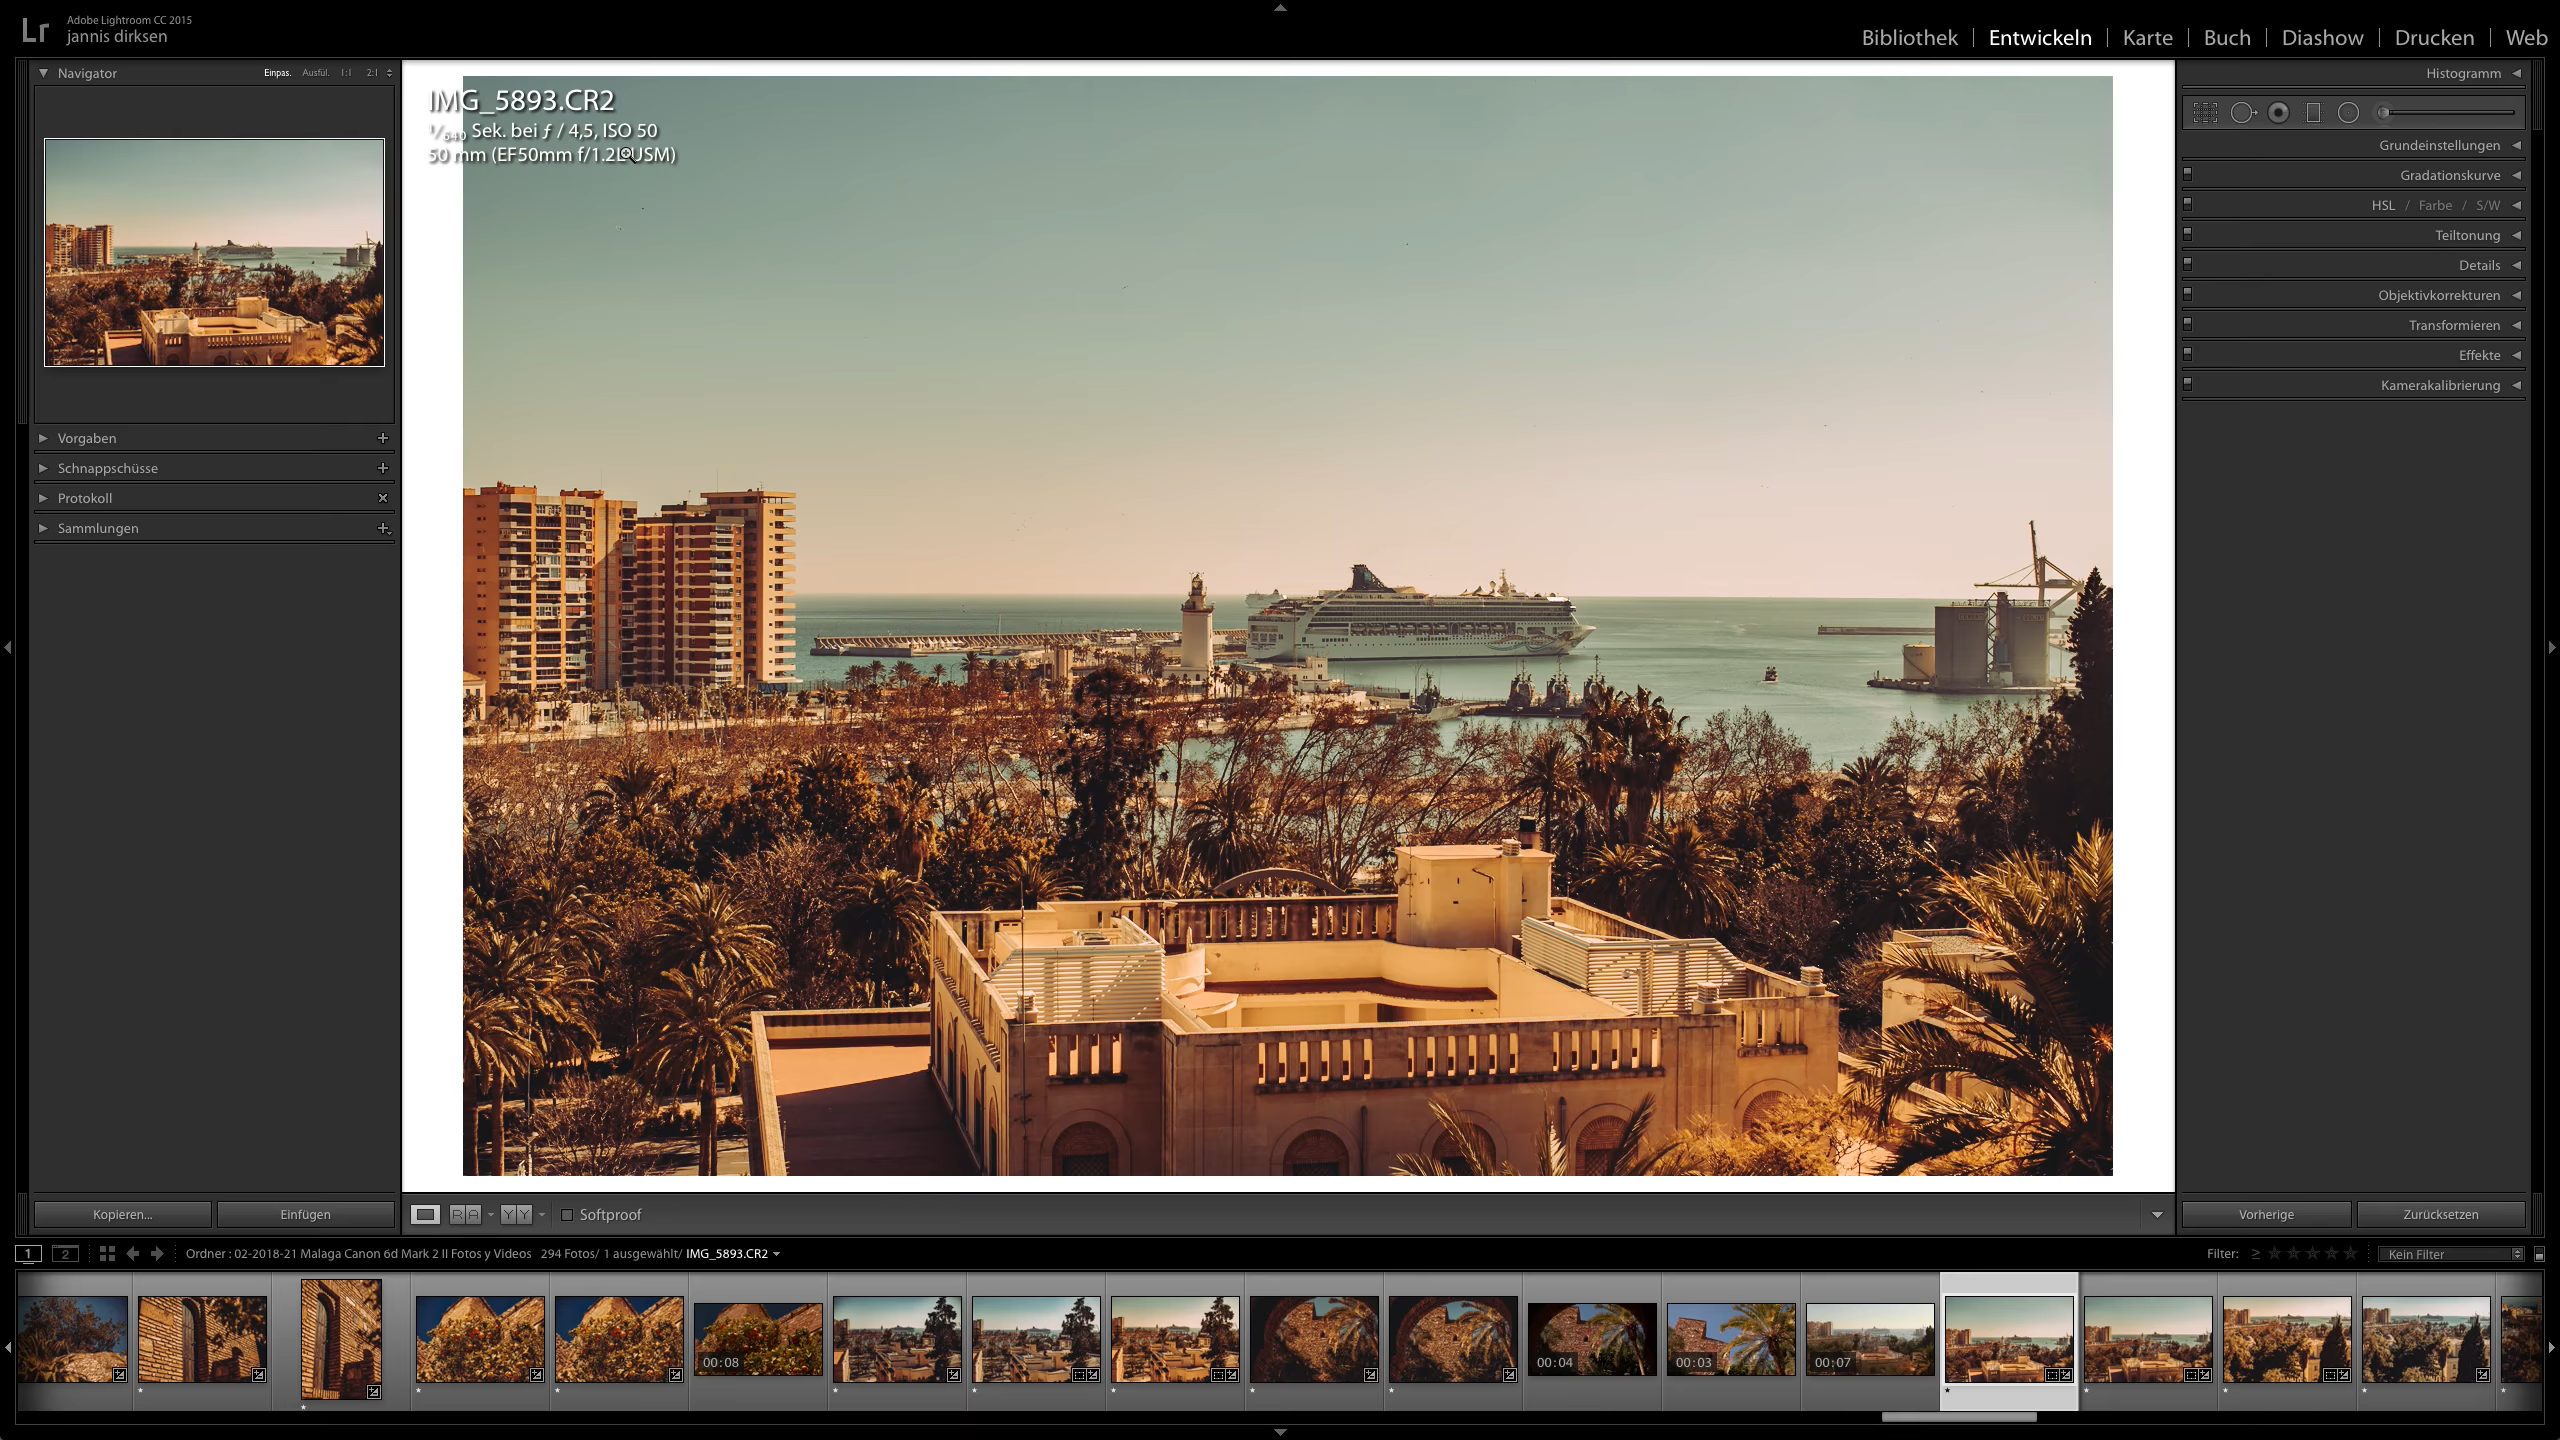 Lr
Adobe Lightroom CC 2015
jannis dirksen
Bibliothek | Entwickeln | Karte | Buch | Diashow | Drucken | Web
Navigator
Einpas. Ausfül. 1:1 2:1
Vorgaben
Schnappschüsse
Protokoll
Sammlungen
Kopieren...
Einfügen
IMG_5893.CR2
1/640 Sek. bei ƒ / 4,5, ISO 50
50 mm (EF50mm f/1.2L USM)
Histogramm
Grundeinstellungen
Gradationskurve
HSL / Farbe / S/W
Teiltonung
Details
Objektivkorrekturen
Transformieren
Effekte
Kamerakalibrierung
R A
Y Y
Softproof
Vorherige
Zurücksetzen
1 2
Ordner : 02-2018-21 Malaga Canon 6d Mark 2 II Fotos y Videos 294 Fotos/ 1 ausgewählt/ IMG_5893.CR2
Filter: ≥
Kein Filter
00:08
00:04
00:03
00:07